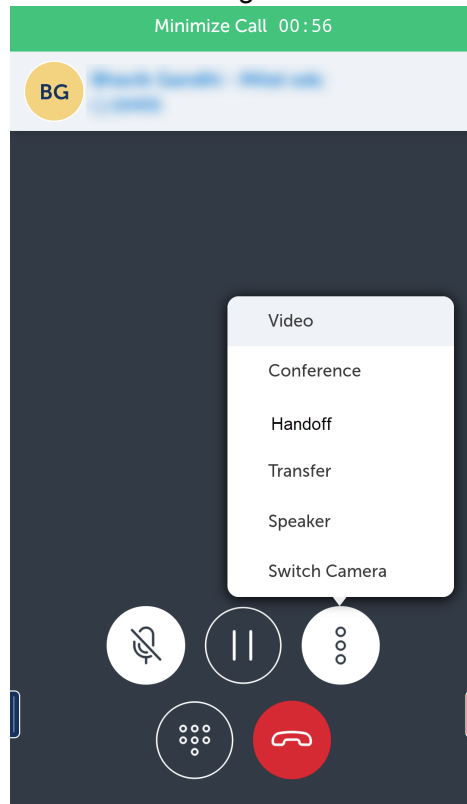 Minimize Call 00:56
BG
Video
Conference
Handoff
Transfer
Speaker
Switch Camera